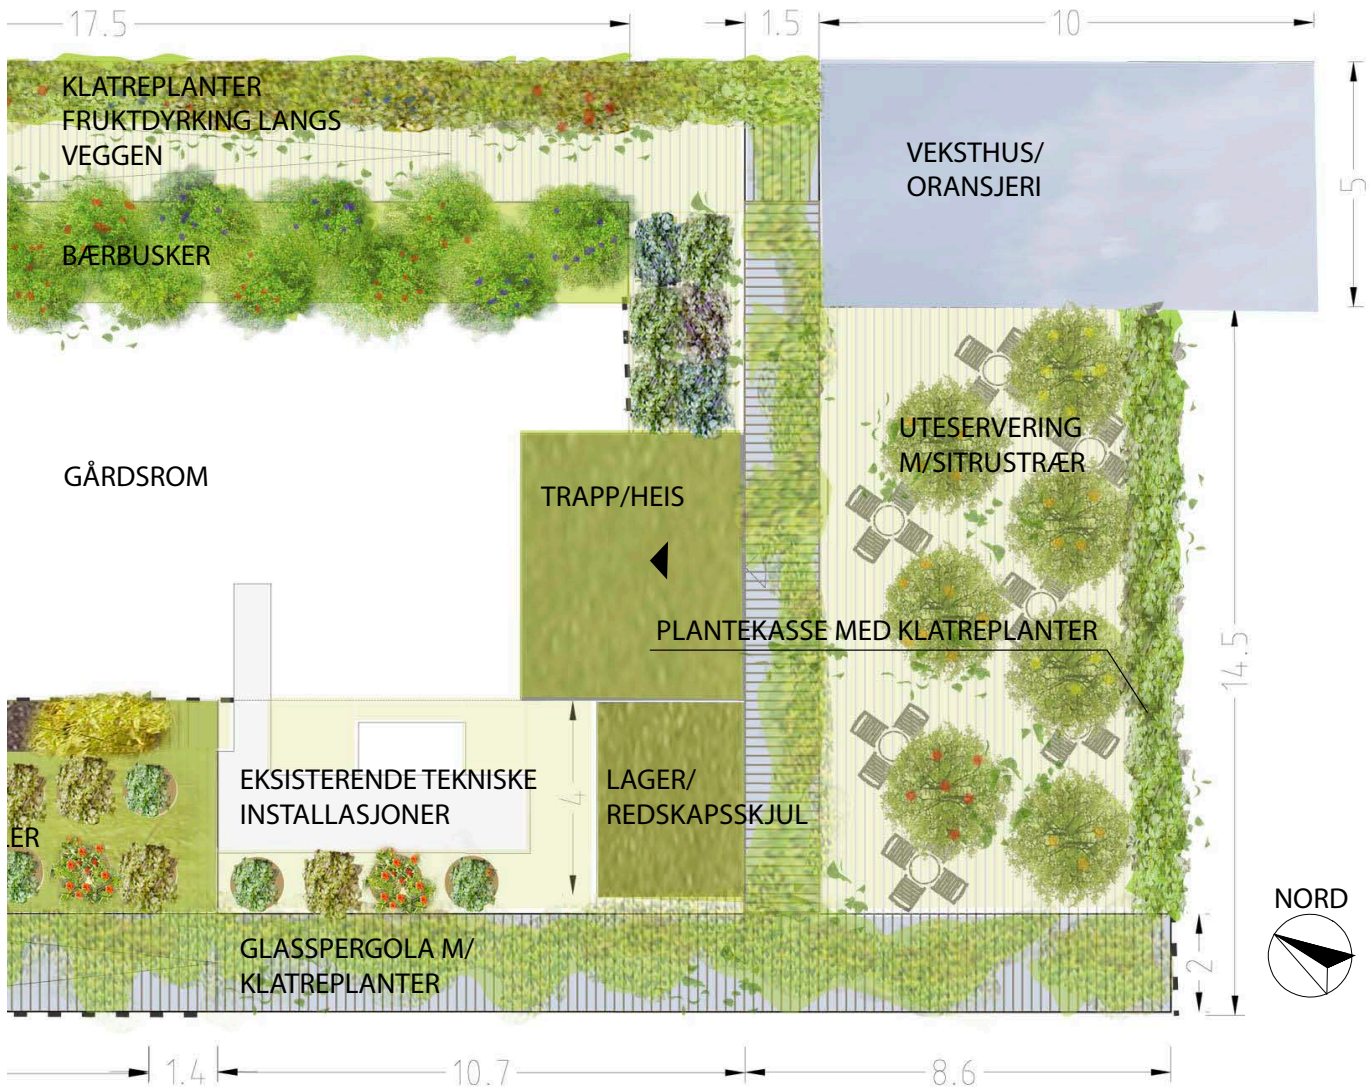 17.5
1.5
10
KLATREPLANTER
FRUKTDYRKING LANGS
VEGGEN
VEKSTHUS/
ORANSJERI
5
BÆRBUSKER
UTESERVERING
M/SITRUSTRÆR
GÅRDSROM
TRAPP/HEIS
PLANTEKASSE MED KLATREPLANTER
14.5
EKSISTERENDE TEKNISKE
INSTALLASJONER
4
LAGER/
REDSKAPSSKJUL
LER
NORD
GLASSPERGOLA M/
KLATREPLANTER
2
1.4
10.7
8.6